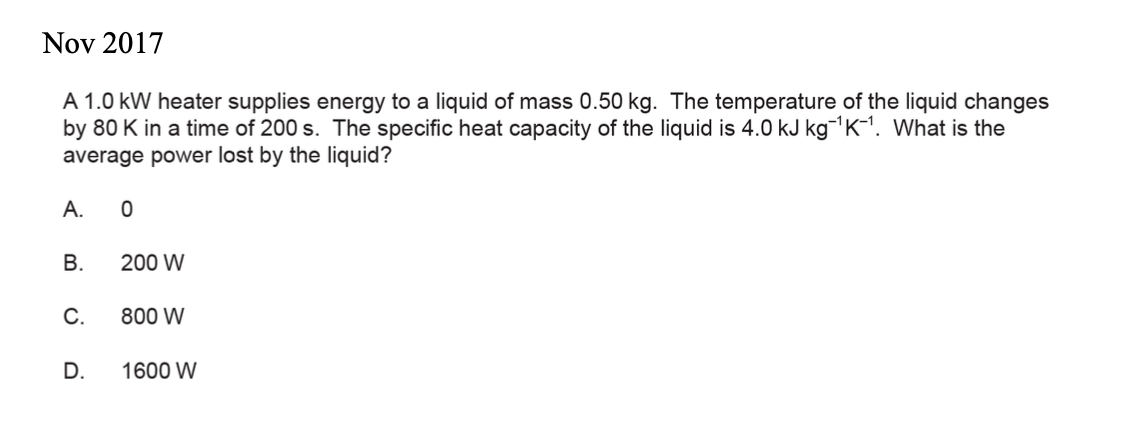 Nov 2017
A 1.0 kW heater supplies energy to a liquid of mass 0.50 kg. The temperature of the liquid changes
by 80 K in a time of 200 s. The specific heat capacity of the liquid is 4.0 kJ kg⁻¹K⁻¹. What is the
average power lost by the liquid?
A. 0
B. 200 W
C. 800 W
D. 1600 W